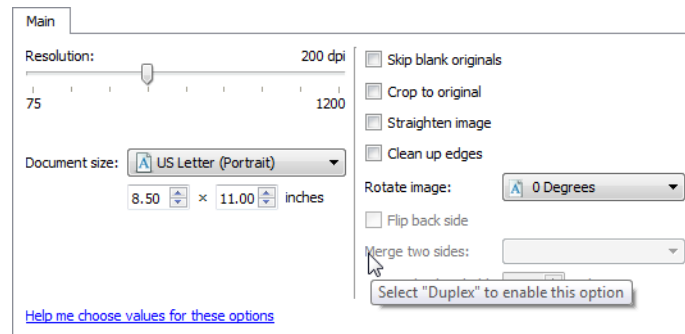 Main
Resolution: 200 dpi
75 1200
Document size: US Letter (Portrait)
8.50 × 11.00 inches
Help me choose values for these options
Skip blank originals
Crop to original
Straighten image
Clean up edges
Rotate image: 0 Degrees
Flip back side
Merge two sides:
Select "Duplex" to enable this option